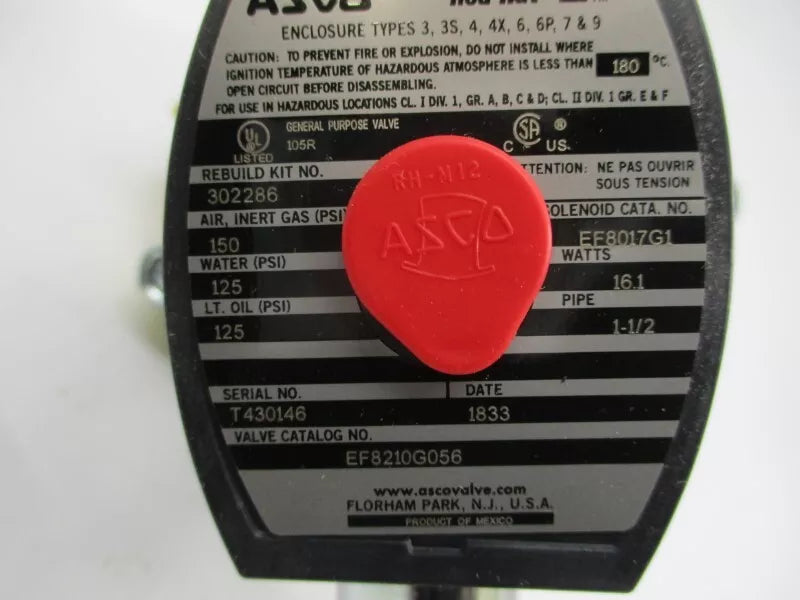 ASCO
ENCLOSURE TYPES 3, 3S, 4, 4X, 6, 6P, 7 & 9
CAUTION: TO PREVENT FIRE OR EXPLOSION, DO NOT INSTALL WHERE
IGNITION TEMPERATURE OF HAZARDOUS ATMOSPHERE IS LESS THAN 180 °C.
OPEN CIRCUIT BEFORE DISASSEMBLING.
FOR USE IN HAZARDOUS LOCATIONS CL. I DIV. 1, GR. A, B, C & D; CL. II DIV. 1 GR. E & F
UL LISTED
GENERAL PURPOSE VALVE
105R
C SA ® US
REBUILD KIT NO.
302286
TTENTION: NE PAS OUVRIR
SOUS TENSION
RH-N12
ASCO
AIR, INERT GAS (PSI
150
SOLENOID CATA. NO.
EF8017G1
WATER (PSI)
125
WATTS
16.1
LT. OIL (PSI)
125
PIPE
1-1/2
SERIAL NO.
T430146
DATE
1833
VALVE CATALOG NO.
EF8210G056
www.ascovalve.com
FLORHAM PARK, N.J., U.S.A.
PRODUCT OF MEXICO